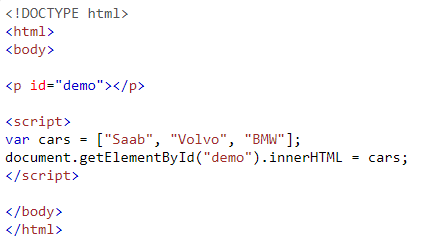 <!DOCTYPE html>
<html>
<body>
<p id="demo"></p>
<script>
var cars = ["Saab", "Volvo", "BMW"];
document.getElementById("demo").innerHTML = cars;
</script>
</body>
</html>